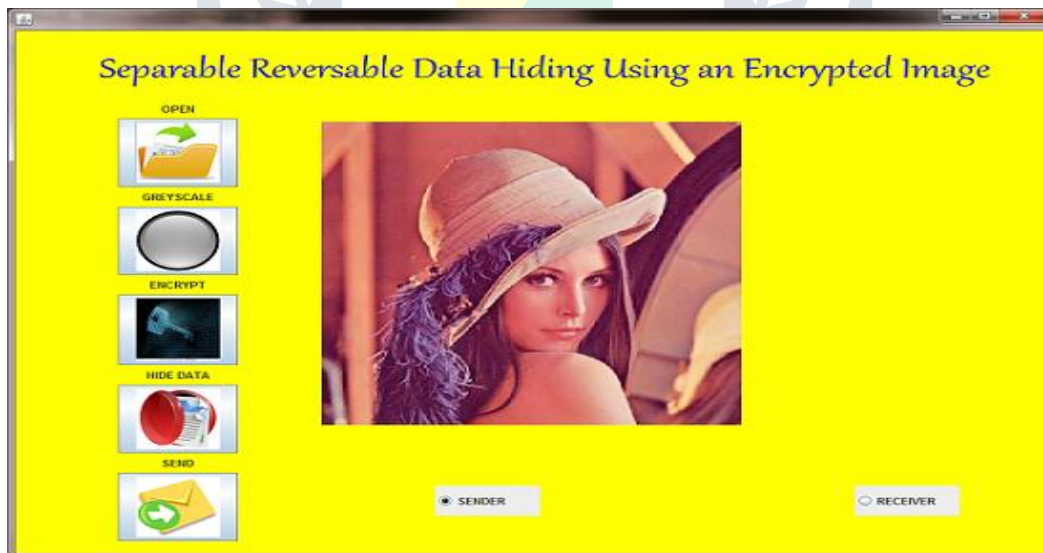 Separable Reversable Data Hiding Using an Encrypted Image
OPEN
GREYSCALE
ENCRYPT
HIDE DATA
SEND
SENDER
RECEIVER